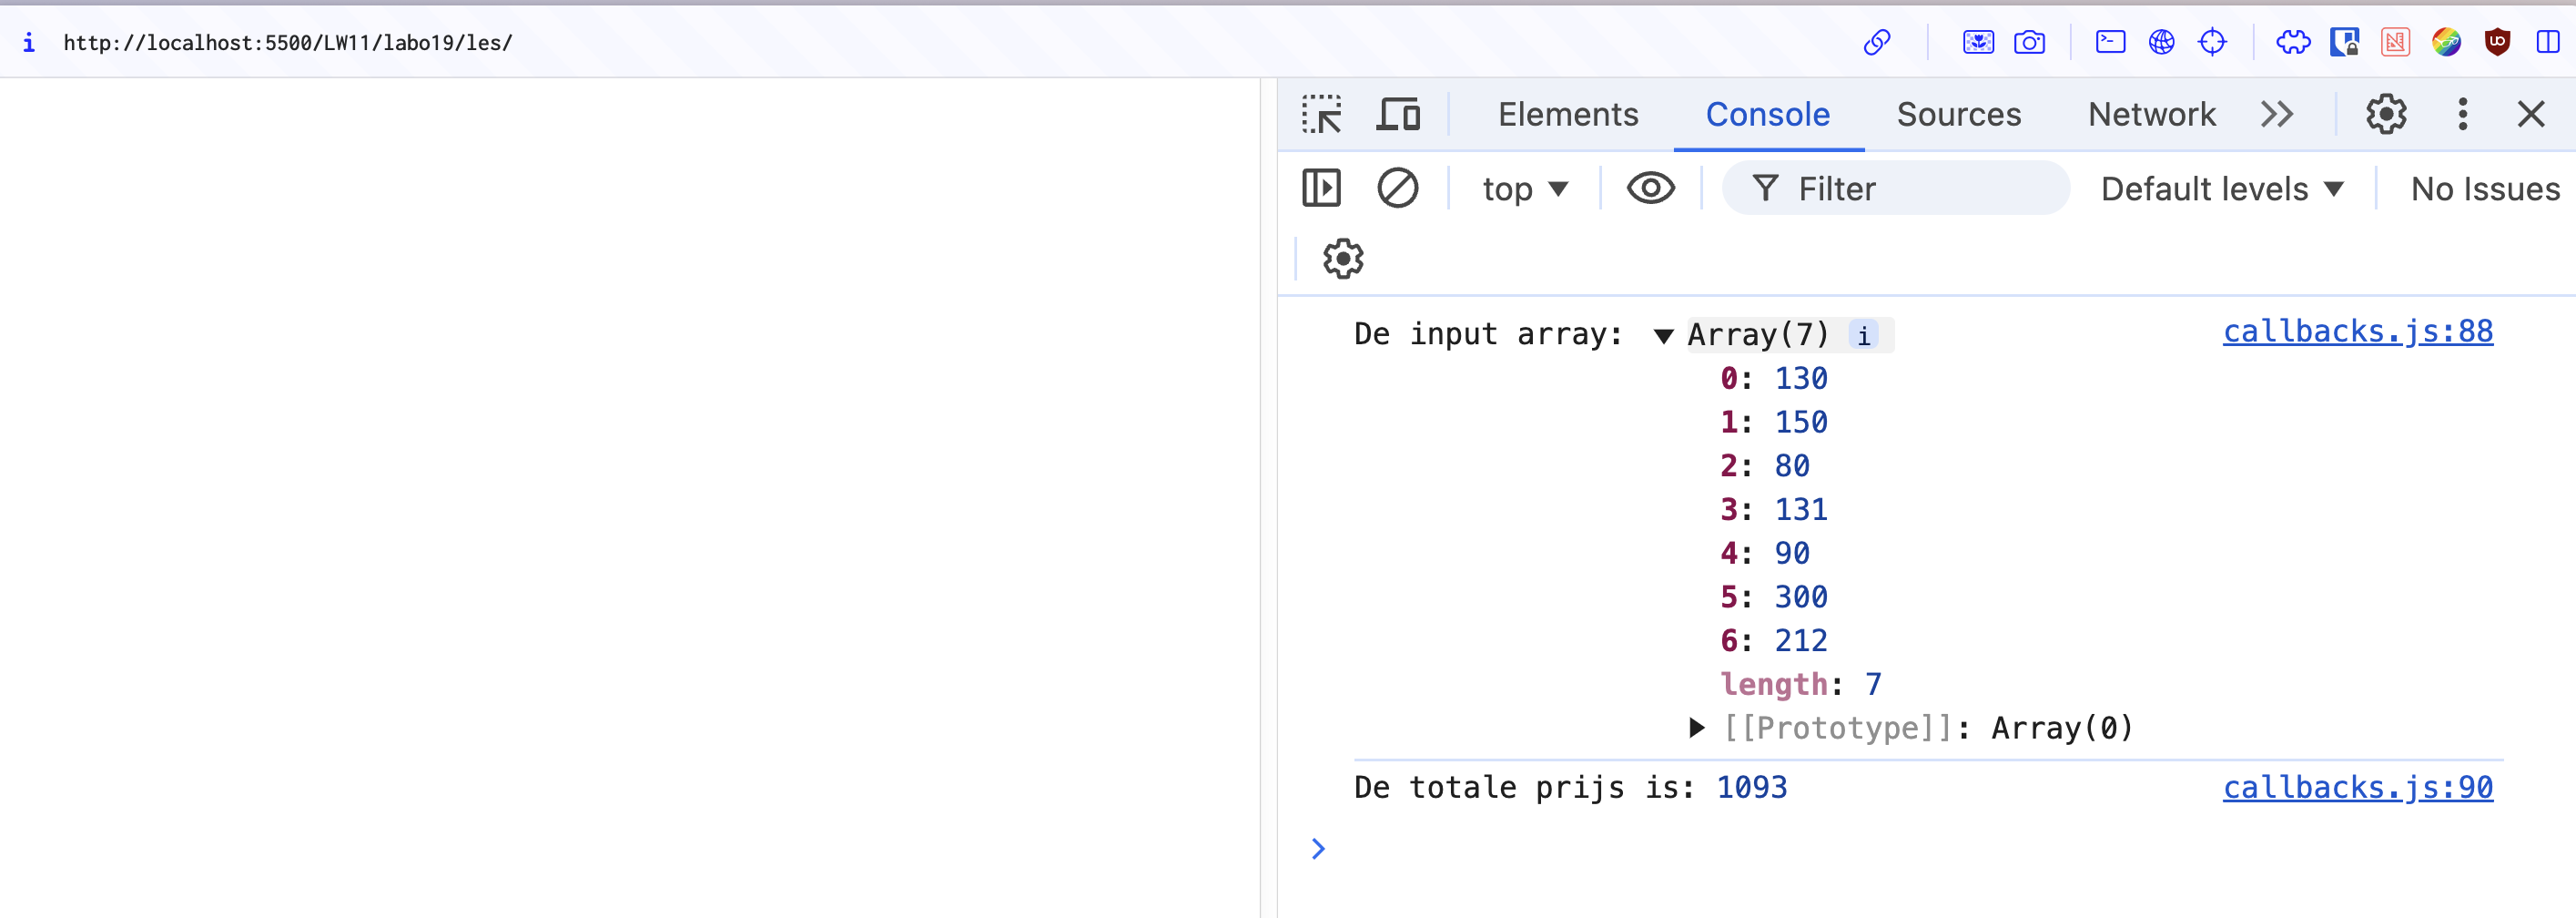 i http://localhost:5500/LW11/labo19/les/
Elements Console Sources Network
top Filter Default levels No Issues
De input array: Array(7) i callbacks.js:88
0: 130
1: 150
2: 80
3: 131
4: 90
5: 300
6: 212
length: 7
[[Prototype]]: Array(0)
De totale prijs is: 1093 callbacks.js:90